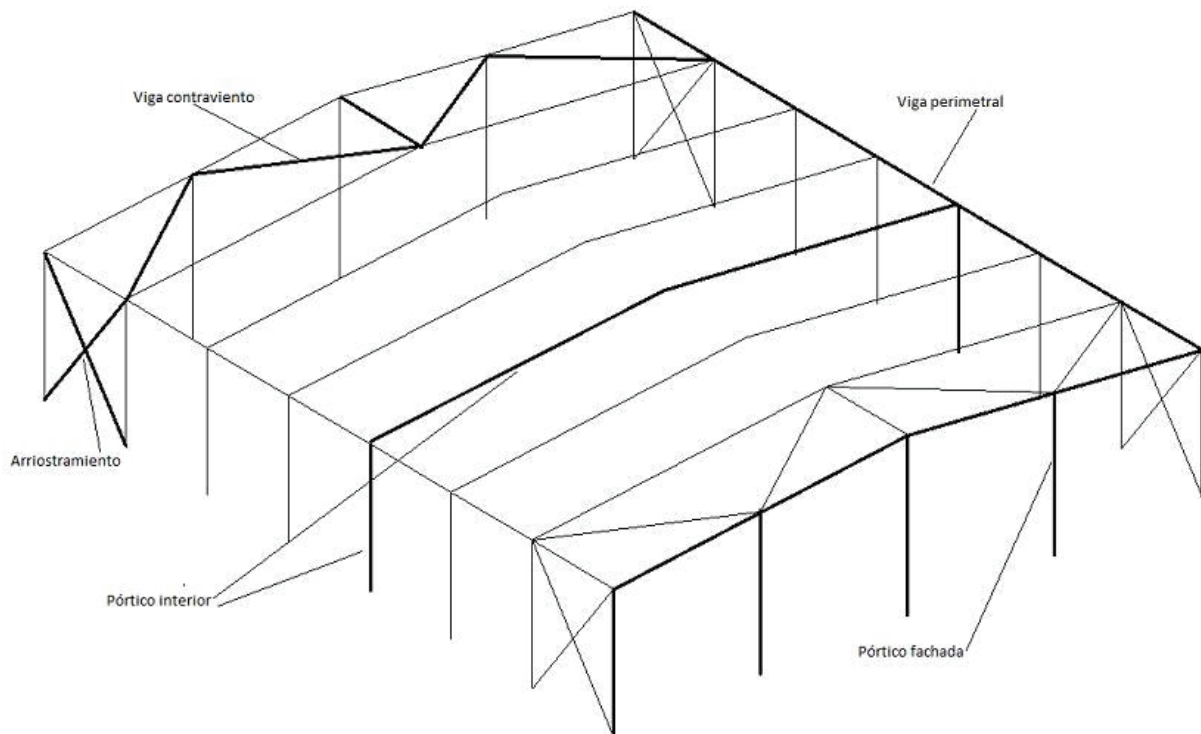 Viga contraviento
Viga perimetral
Arriostramiento
Pórtico interior
Pórtico fachada